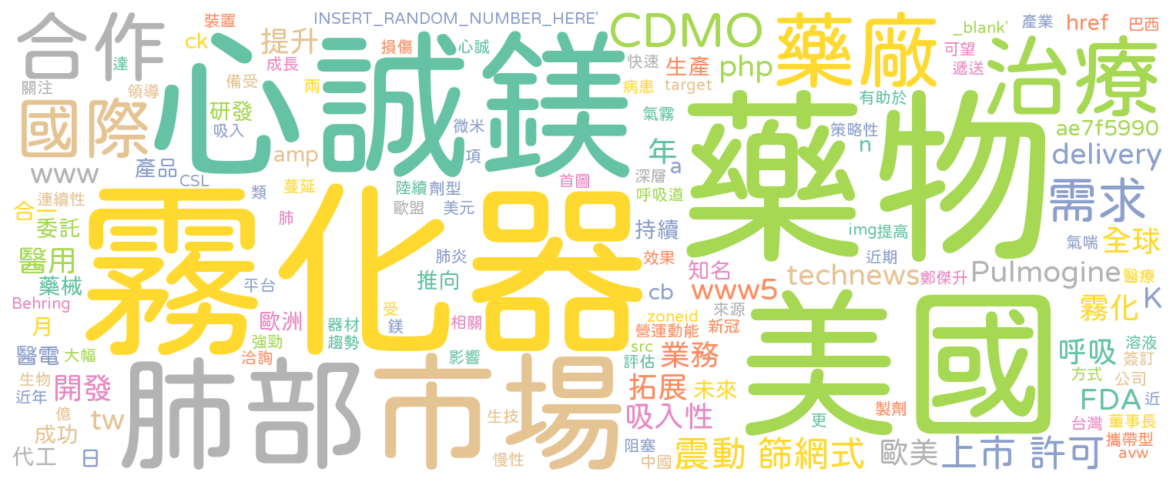 合作
國際
www
心誠鎂
霧化器
藥物
美國
肺部
市場
治療
藥廠
CDMO
需求
INSERT_RANDOM_NUMBER_HERE'
裝置
ck
提升
損傷
心誠
達
備受
成長
兩
關注
領導
研發
吸入
amp
微米
項
產品
CSL
類
蔓延
連續性
合一
委託
肺
陸續
劑型
歐盟
美元
醫用
藥械
平台
肺炎
推向
Behring
月
歐洲
器材
趨勢
受
鎂
相關
醫電
大幅
強勁
洽詢
影響
生物
近年
開發
億
tw
成功
代工
日
生技
慢性
快速
生產
php
病患
target
氣霧
年
a
深層
首圖
呼吸道
持續
效果
知名
cb
www5
zoneid
營運動能
src
評估
業務
拓展
未來
吸入性
阻塞
中國
震動
篩網式
歐美
上市
許可
更
製劑
來源
新冠
technews
鄭傑升
近期
img
提高
策略性
n
有助於
_blank'
可望
遞送
產業
href
巴西
ae7f5990
delivery
氣喘
全球
Pulmogine
醫療
K
霧化
溶液
呼吸
簽訂
方式
公司
FDA
近
台灣
董事長
攜帶型
avw